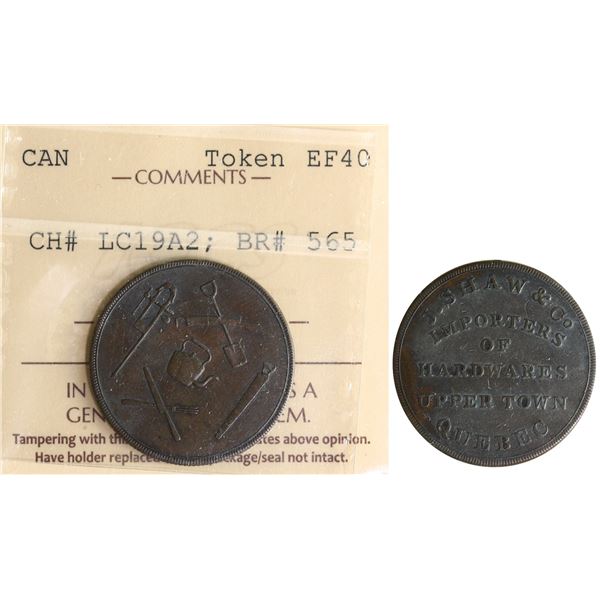 CAN Token EF40
—COMMENTS—
CH# LC19A2; BR# 565
IN S A
GEN EM.
Tampering with th ates above opinion.
Have holder replace ckage/seal not intact.
J. SHAW & Co
IMPORTERS
OF
HARDWARES
UPPER TOWN
QUEBEC